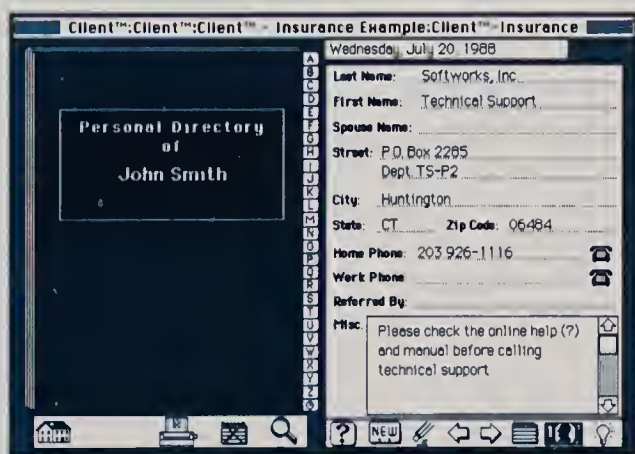 Client™:Client™:Client™ - Insurance Example:Client™-Insurance
Wednesday, July 20, 1988
Personal Directory
of
John Smith
A
B
C
D
E
F
G
H
I
J
K
L
M
N
O
P
Q
R
S
T
U
V
W
X
Y
Z
@
Last Name: Softworks, Inc.
First Name: Technical Support
Spouse Name:
Street: P.O. Box 2285
Dept. TS-P2
City: Huntington
State: CT Zip Code: 06484
Home Phone: 203 926-1116
Work Phone
Referred By:
Misc. Please check the online help (?)
and manual before calling
technical support
? NEW